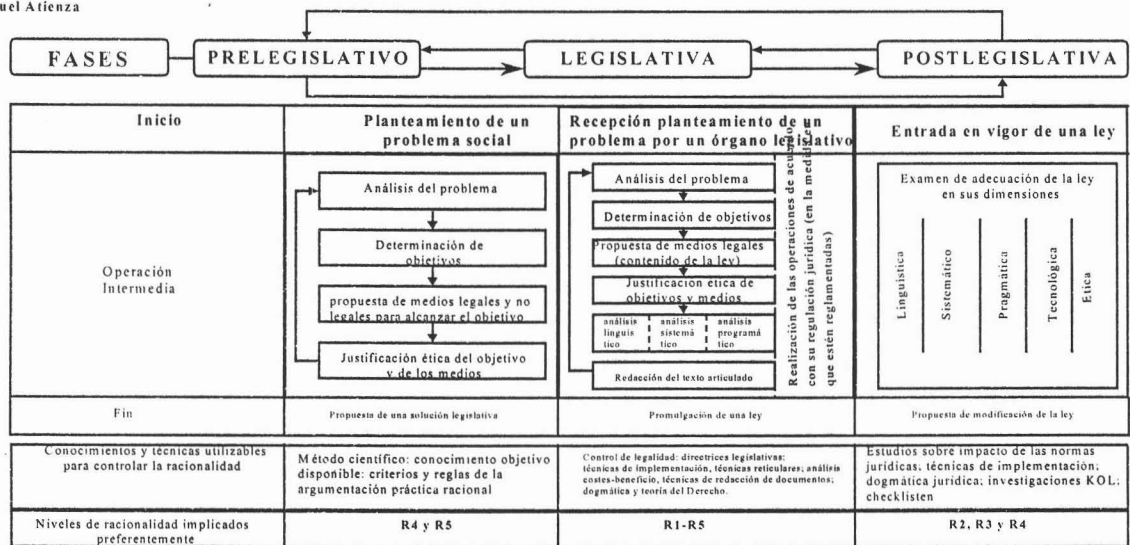 uel Atienza
FASES
PRELEGISLATIVO
LEGISLATIVA
POSTLEGISLATIVA
Inicio
Planteamiento de un
problema social
Recepción planteamiento de un
problema por un órgano legislativo
Entrada en vigor de una ley
Operación
Intermedia
Análisis del problema
Determinación de
objetivos
propuesta de medios legales y no
legales para alcanzar el objetivo
Justificación ética del objetivo
y de los medios
Análisis del problema
Determinación de objetivos
Propuesta de medios legales
(contenido de la ley)
Justificación ética de
objetivos y medios
análisis
linguis
tico
análisis
sistemá
tico
análisis
programá
tico
Redacción del texto articulado
Realización de las operaciones de acuerdo
con su regulación jurídica (en la medida en
que estén reglamentadas)
Examen de adecuación de la ley
en sus dimensiones
Linguistica
Sistemático
Pragmática
Tecnológica
Etica
Fin
Propuesta de una solución legislativa
Promulgación de una ley
Propuesta de modificación de la ley
Conocimientos y técnicas utilizables
para controlar la racionalidad
Método científico: conocimiento objetivo
disponible: criterios y reglas de la
argumentación práctica racional
Control de legalidad: directrices legislativas:
técnicas de implementación, técnicas reticulares; análisis
costes-beneficio, técnicas de redacción de documentos;
dogmática y teoría del Derecho.
Estudios sobre impacto de las normas
jurídicas; técnicas de implementación;
dogmática jurídica; investigaciones KOL;
checklisten
Niveles de racionalidad implicados
preferentemente
R4 y R5
R1-R5
R2, R3 y R4